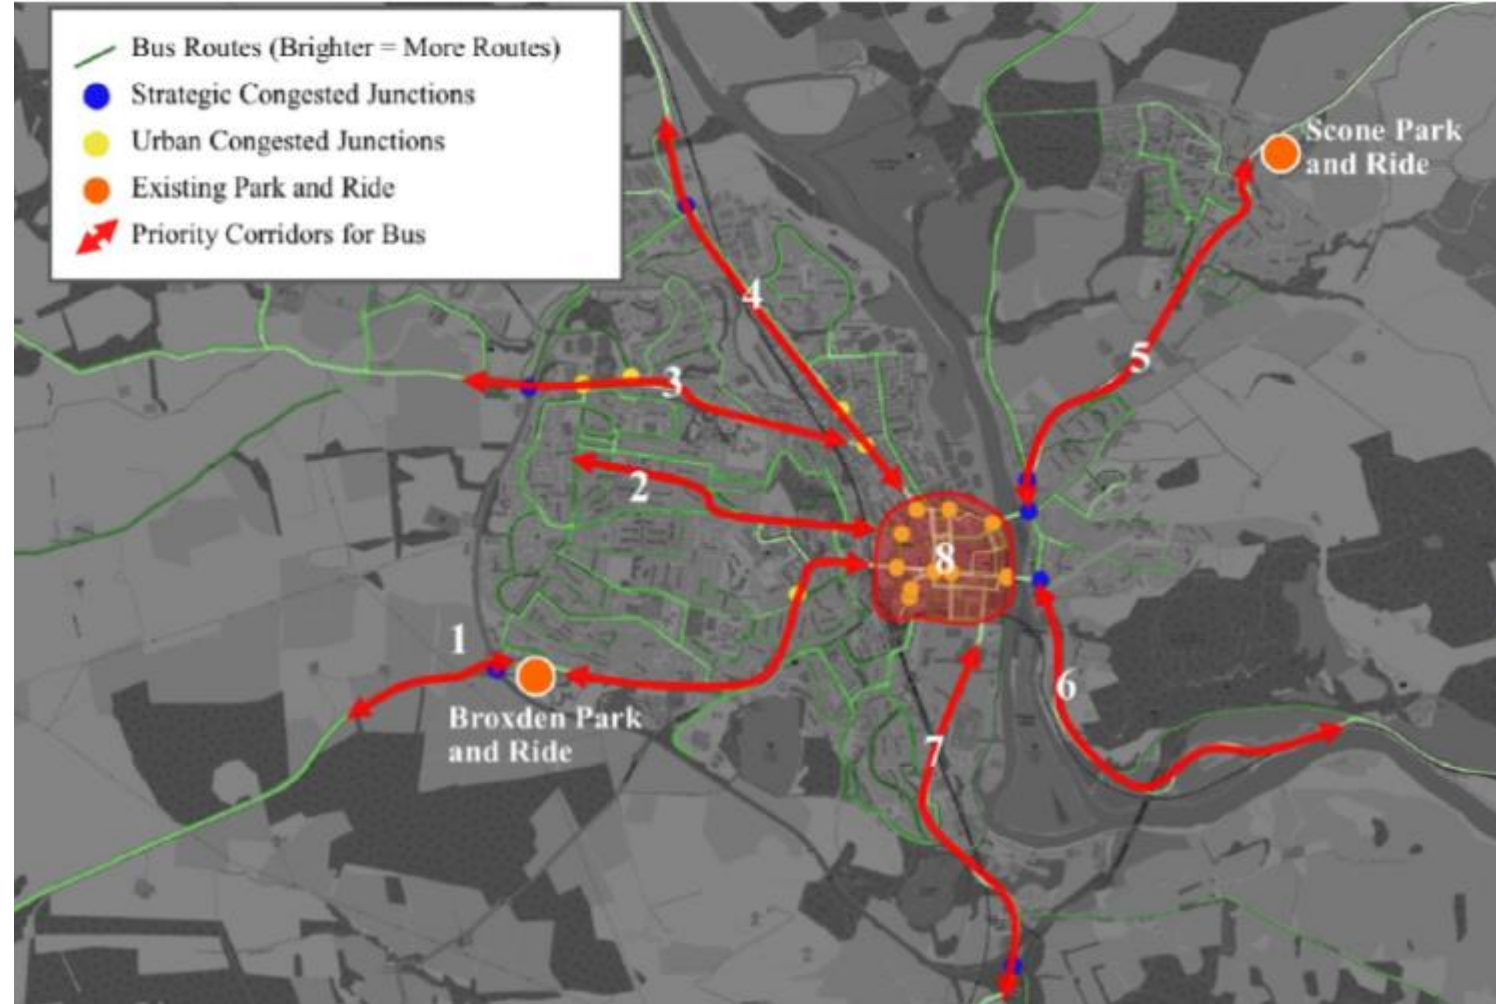 Bus Routes (Brighter = More Routes)
Strategic Congested Junctions
Urban Congested Junctions
Existing Park and Ride
Priority Corridors for Bus
Scone Park
and Ride
4
5
3
2
8
1
6
Broxden Park
and Ride
7